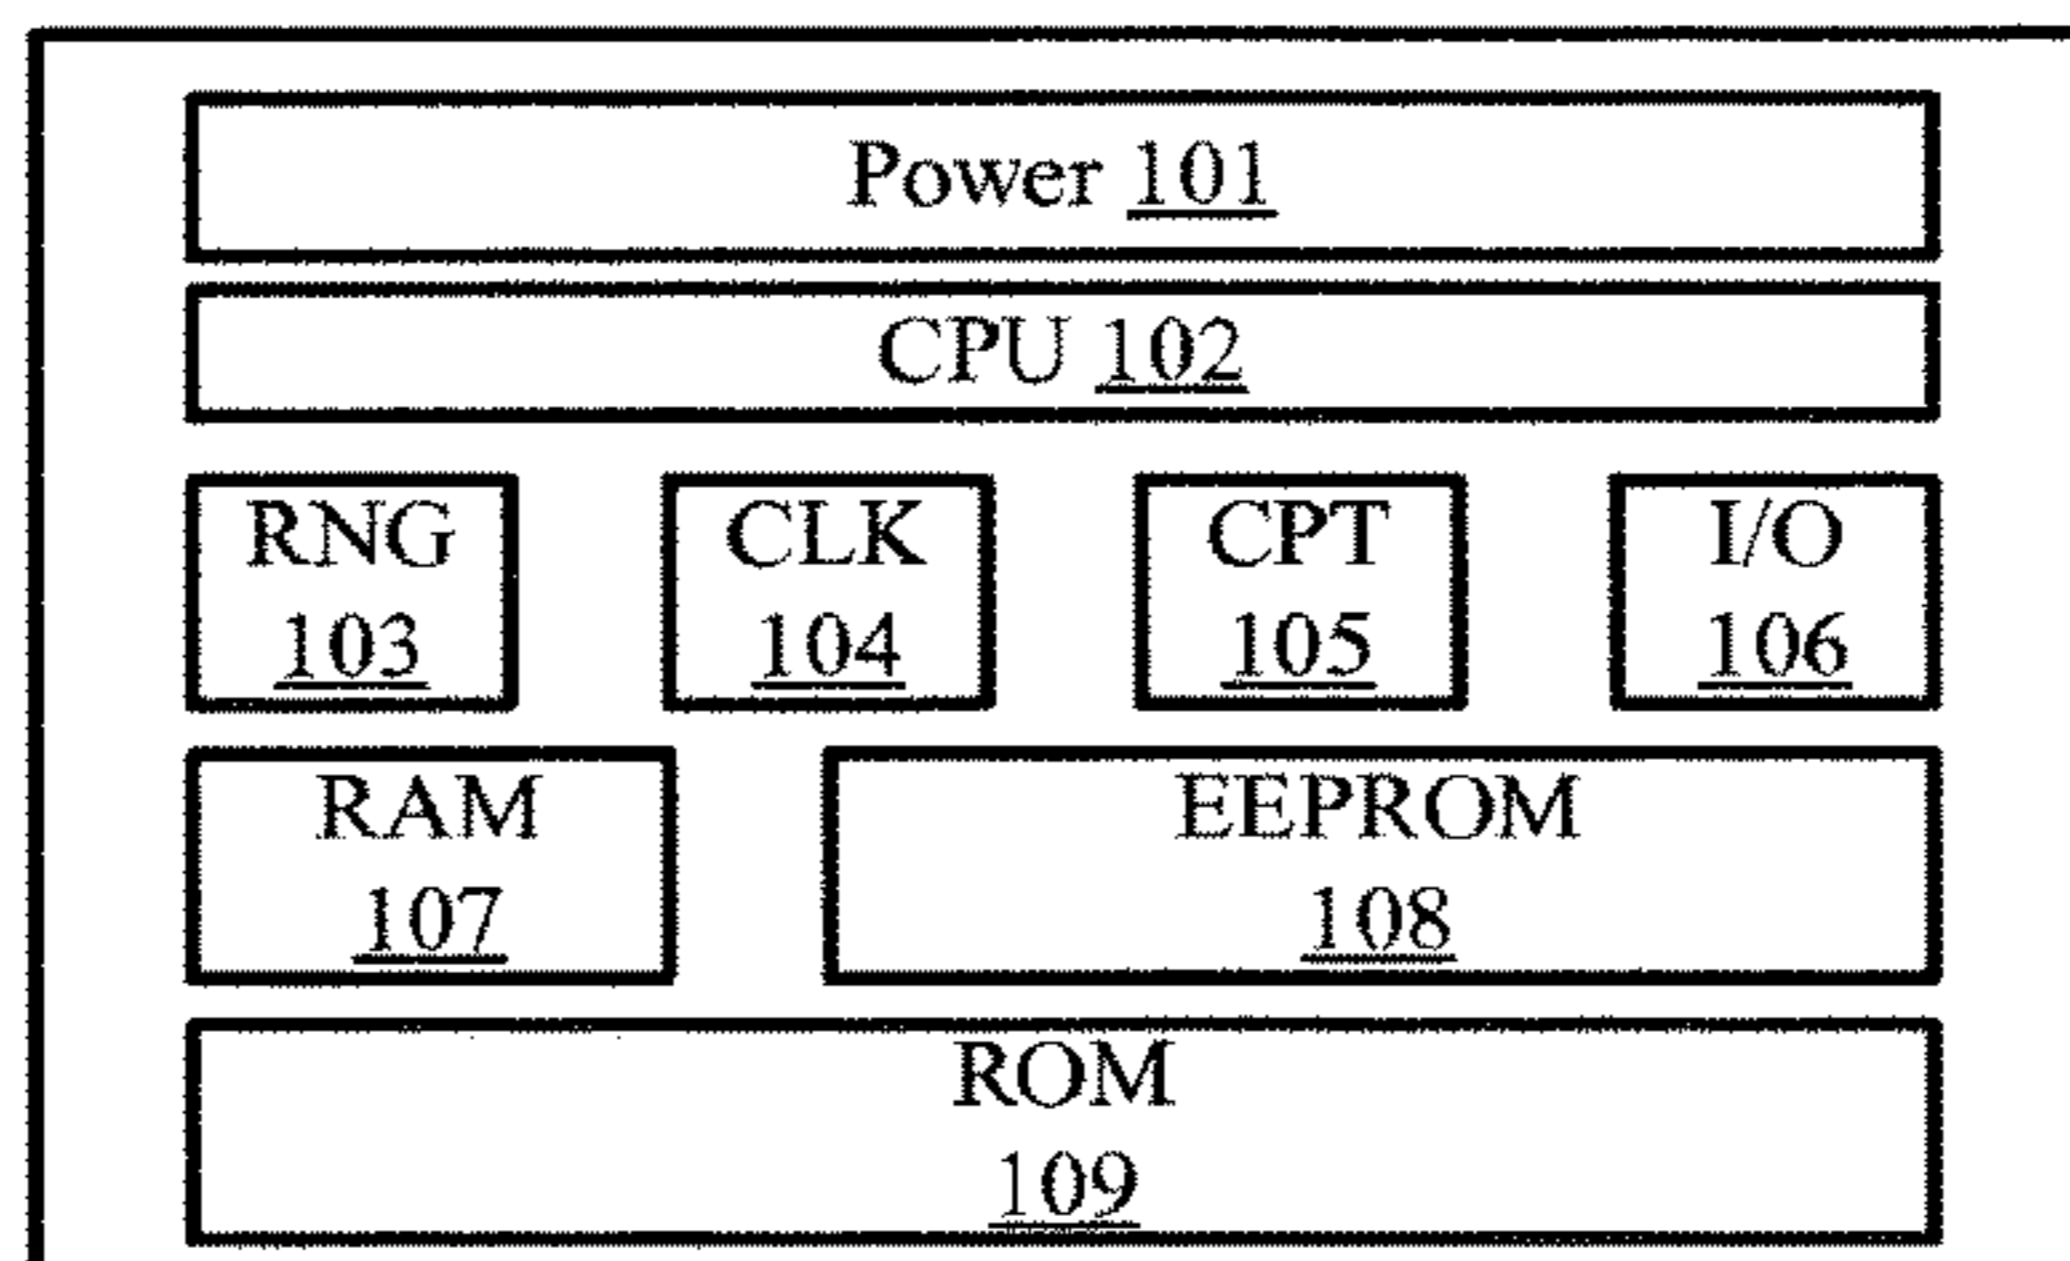 Power 101
CPU 102
RNG
103
CLK
104
CPT
105
I/O
106
RAM
107
EEPROM
108
ROM
109